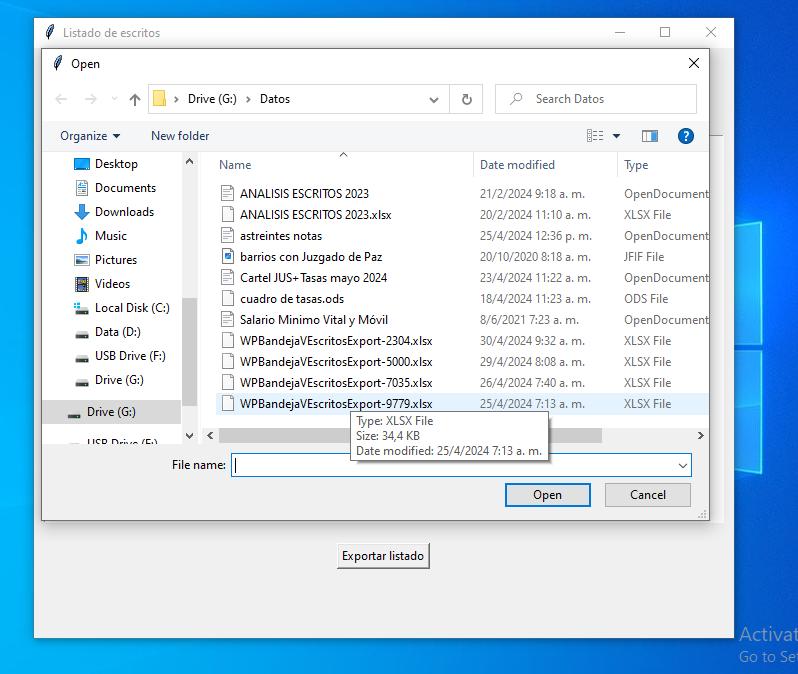 Listado de escritos
Open
Drive (G:) Datos
Search Datos
Organize
New folder
Desktop
Documents
Downloads
Music
Pictures
Videos
Local Disk (C:)
Data (D:)
USB Drive (F:)
Drive (G:)
Drive (G:)
USB Drive (F:)
Name Date modified Type
ANALISIS ESCRITOS 2023 21/2/2024 9:18 a. m. OpenDocument
ANALISIS ESCRITOS 2023.xlsx 20/2/2024 11:10 a. m. XLSX File
astreintes notas 25/4/2024 12:36 p. m. OpenDocument
barrios con Juzgado de Paz 20/10/2020 8:18 a. m. JFIF File
Cartel JUS+Tasas mayo 2024 23/4/2024 11:22 a. m. OpenDocument
cuadro de tasas.ods 18/4/2024 11:23 a. m. ODS File
Salario Minimo Vital y Móvil 8/6/2021 7:23 a. m. OpenDocument
WPBandejaVEscritosExport-2304.xlsx 30/4/2024 9:32 a. m. XLSX File
WPBandejaVEscritosExport-5000.xlsx 29/4/2024 8:08 a. m. XLSX File
WPBandejaVEscritosExport-7035.xlsx 26/4/2024 7:40 a. m. XLSX File
WPBandejaVEscritosExport-9779.xlsx 25/4/2024 7:13 a. m. XLSX File
Type: XLSX File
Size: 34,4 KB
Date modified: 25/4/2024 7:13 a. m.
File name:
Open
Cancel
Exportar listado
Activat
Go to Set